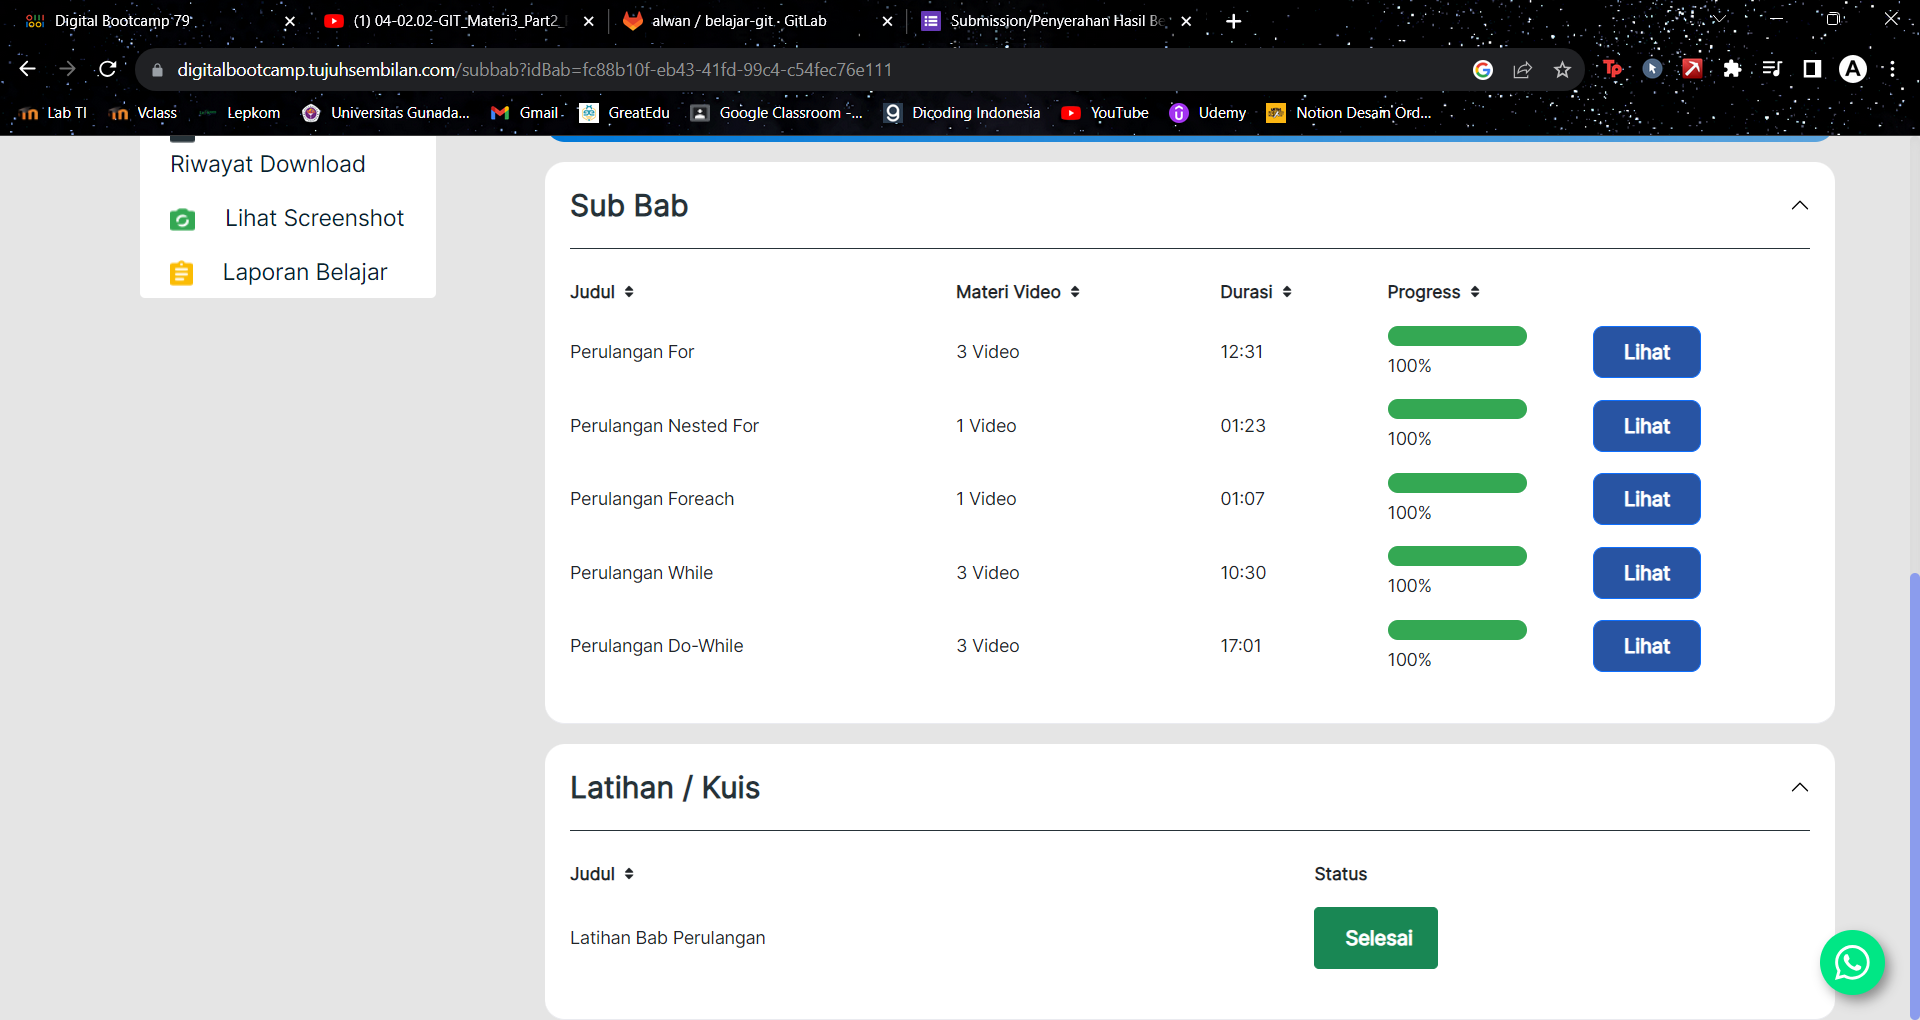 Digital Bootcamp 79
(1) 04-02.02-GIT_Materi3_Part2_
alwan / belajar-git · GitLab
Submission/Penyerahan Hasil Be
digitalbootcamp.tujuhsembilan.com/subbab?idBab=fc88b10f-eb43-41fd-99c4-c54fec76e111
Tp
A
Lab TI
Vclass
Lepkom
Universitas Gunada...
Gmail
GreatEdu
Google Classroom -...
Dicoding Indonesia
YouTube
Udemy
Notion Desain Ord...
Riwayat Download
Lihat Screenshot
Laporan Belajar
Sub Bab
Judul Materi Video Durasi Progress
Perulangan For 3 Video 12:31 100% Lihat
Perulangan Nested For 1 Video 01:23 100% Lihat
Perulangan Foreach 1 Video 01:07 100% Lihat
Perulangan While 3 Video 10:30 100% Lihat
Perulangan Do-While 3 Video 17:01 100% Lihat
Latihan / Kuis
Judul Status
Latihan Bab Perulangan Selesai